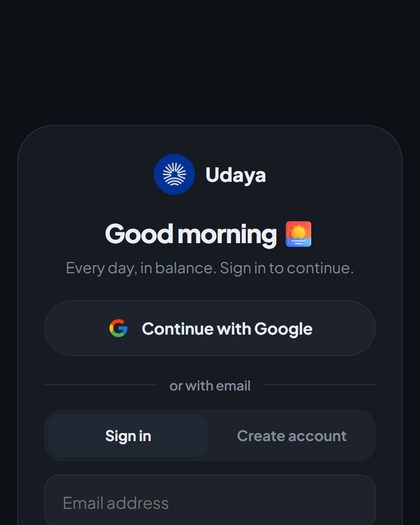 Udaya
Good morning 🌅
Every day, in balance. Sign in to continue.
Continue with Google
or with email
Sign in
Create account
Email address